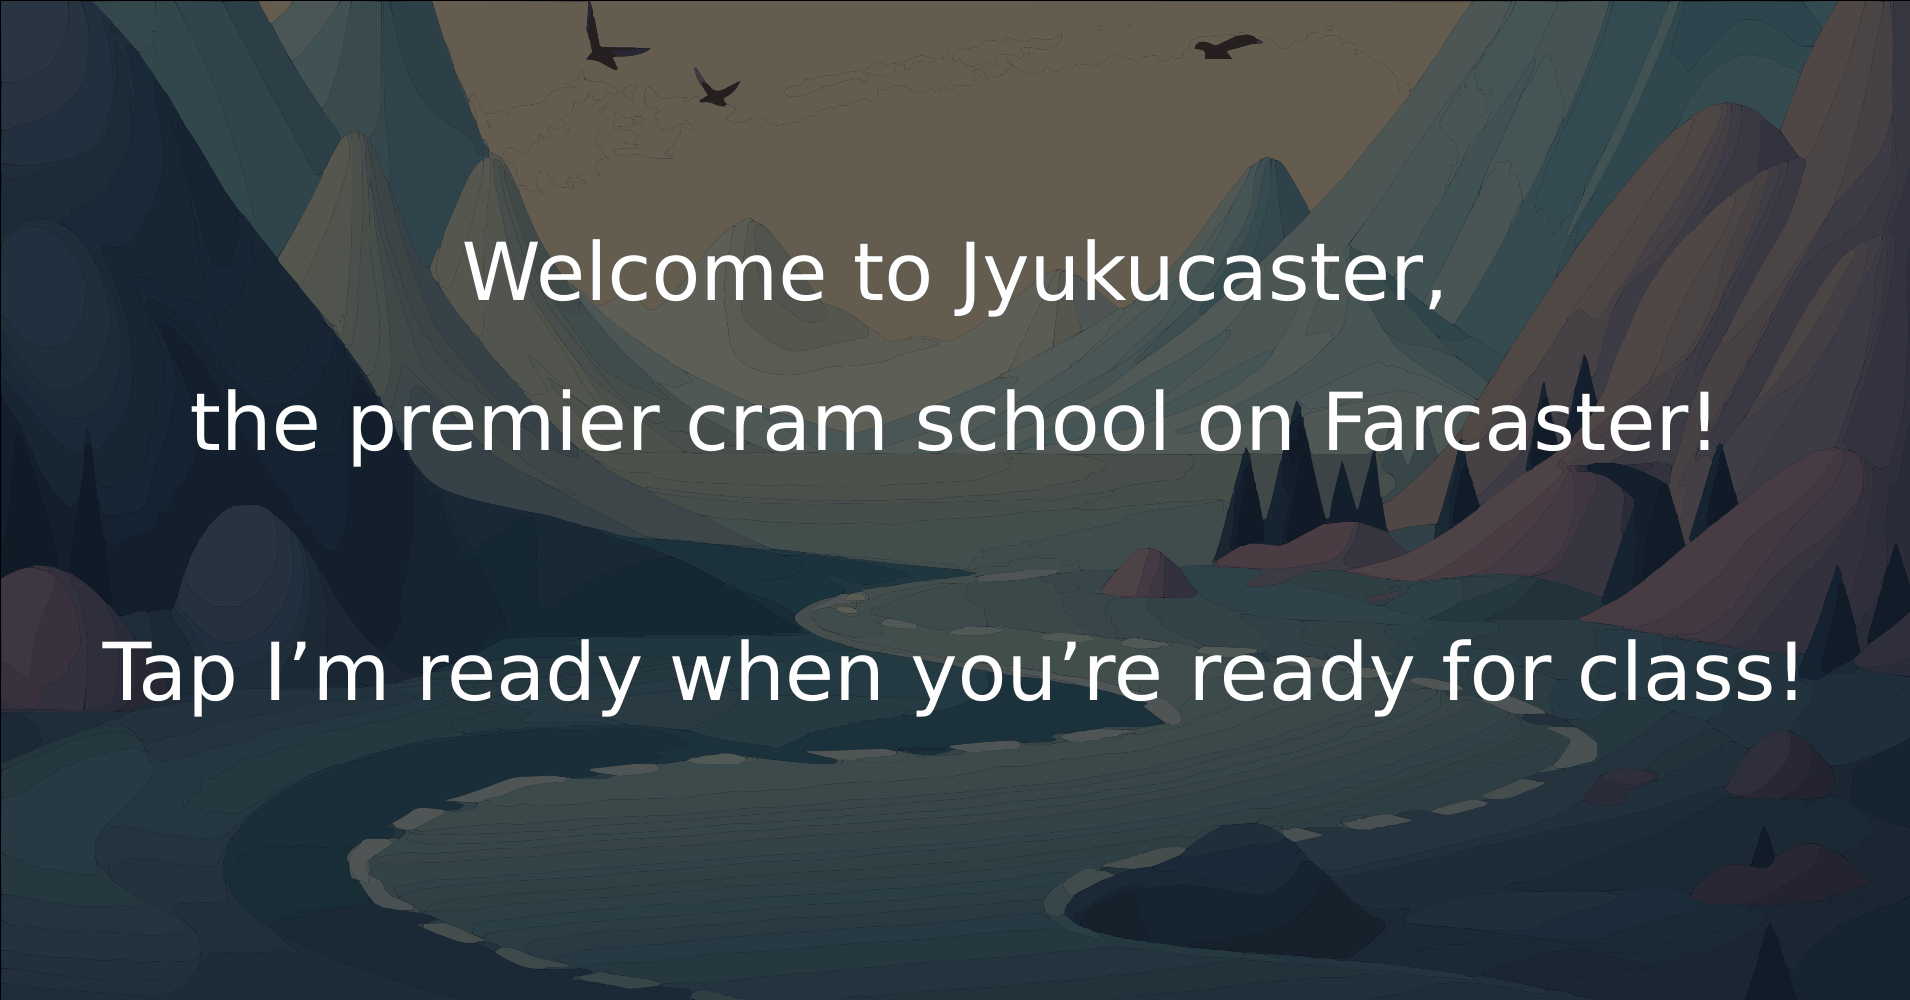 Welcome to Jyukucaster,
the premier cram school on Farcaster!
Tap I’m ready when you’re ready for class!